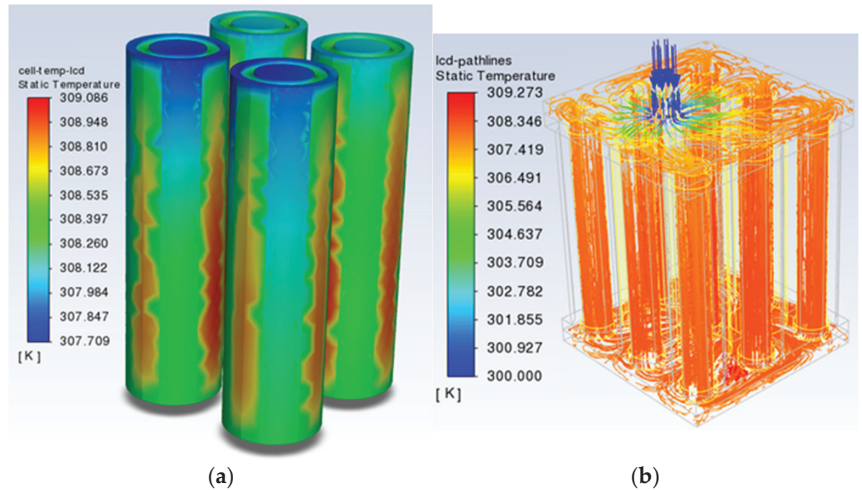 cell-temp-lcd
Static Temperature
309.086
308.948
308.810
308.673
308.535
308.397
308.260
308.122
307.984
307.847
307.709
[ K ]
(a)
lcd-pathlines
Static Temperature
309.273
308.346
307.419
306.491
305.564
304.637
303.709
302.782
301.855
300.927
300.000
[ K ]
(b)